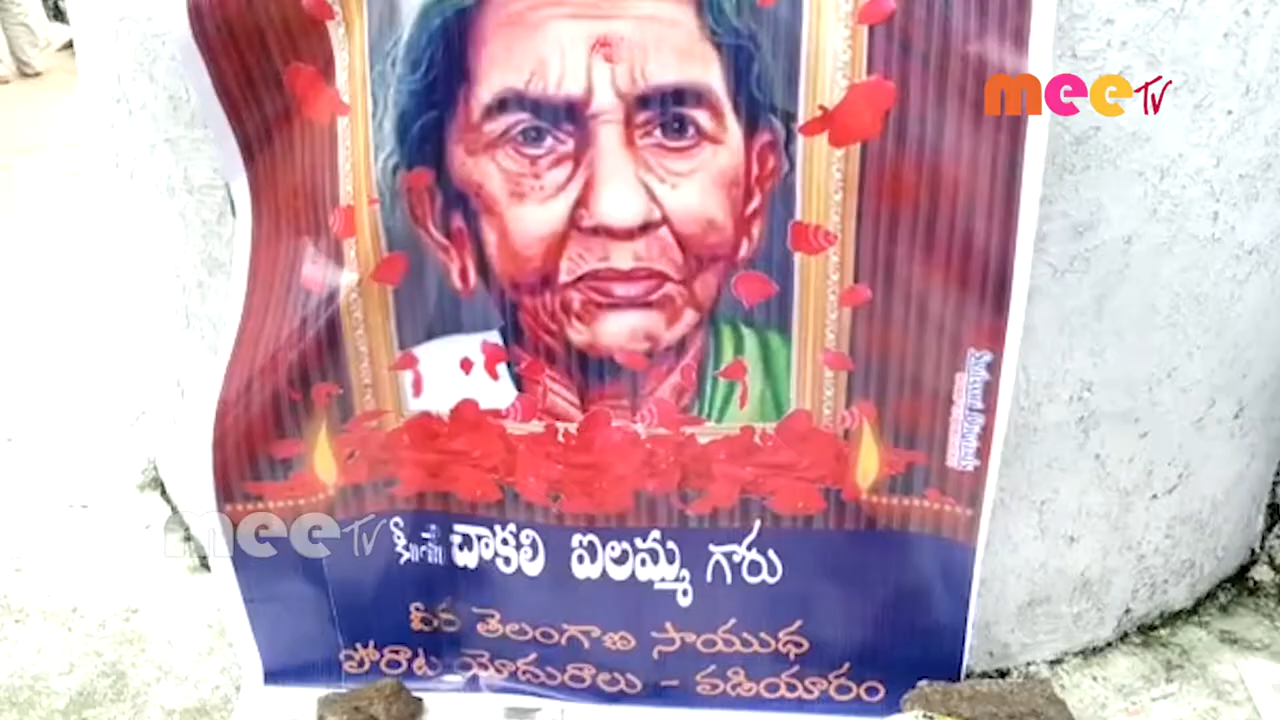 meeTV
కీ॥శే॥ చాకలి ఐలమ్మ గారు
వీర తెలంగాణ సాయుధ
పోరాట యోదురాలు - వడియారం
meeTV